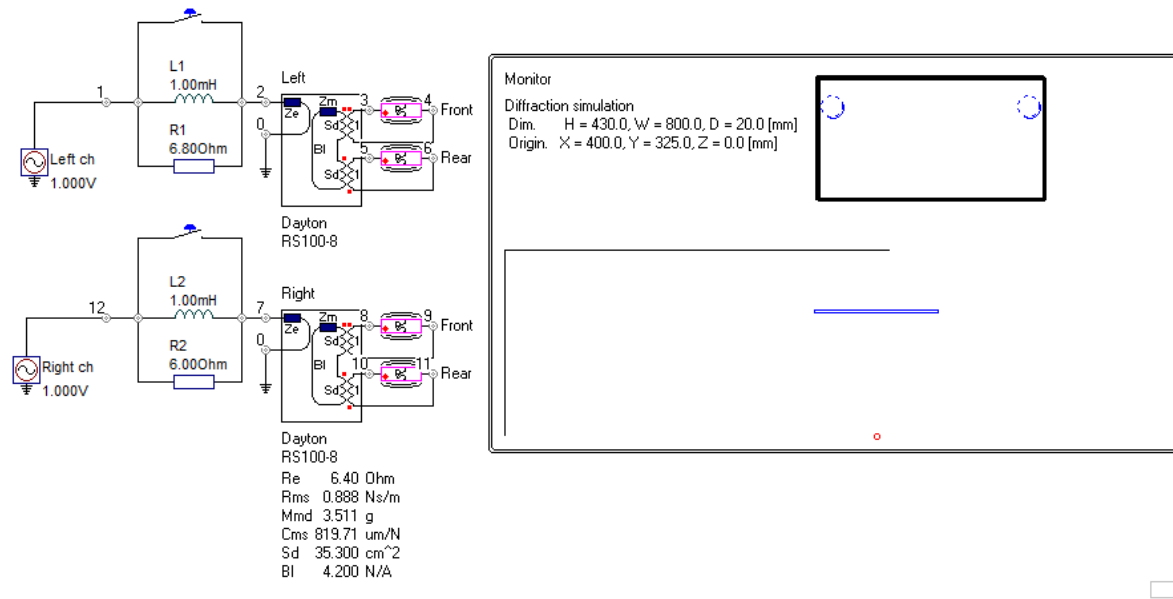 L1
1.00mH
1
2
R1
6.80Ohm
Left ch
1.000V
0
Left
Ze
Zm
Sd
1
Bl
Sd
1
3
4
Front
5
6
Rear
Dayton
RS100-8
L2
1.00mH
12
7
R2
6.00Ohm
Right ch
1.000V
0
Right
Ze
Zm
Sd
1
Bl
Sd
1
8
9
Front
10
11
Rear
Dayton
RS100-8
Re 6.40 Ohm
Rms 0.888 Ns/m
Mmd 3.511 g
Cms 819.71 um/N
Sd 35.300 cm^2
Bl 4.200 N/A
Monitor
Diffraction simulation
Dim. H = 430.0, W = 800.0, D = 20.0 [mm]
Origin. X = 400.0, Y = 325.0, Z = 0.0 [mm]